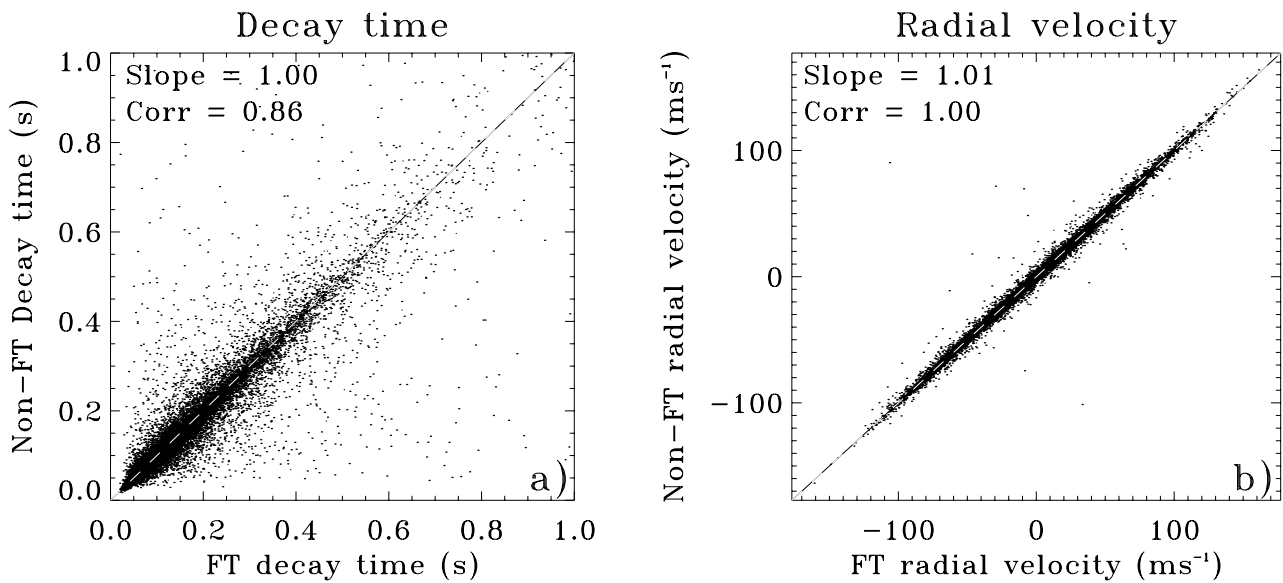 Decay time
Slope = 1.00
Corr = 0.86
1.0
0.8
0.6
0.4
0.2
0.0
Non−FT Decay time (s)
a)
0.0 0.2 0.4 0.6 0.8 1.0
FT decay time (s)
Radial velocity
Slope = 1.01
Corr = 1.00
100
0
−100
Non−FT radial velocity (ms⁻¹)
b)
−100 0 100
FT radial velocity (ms⁻¹)